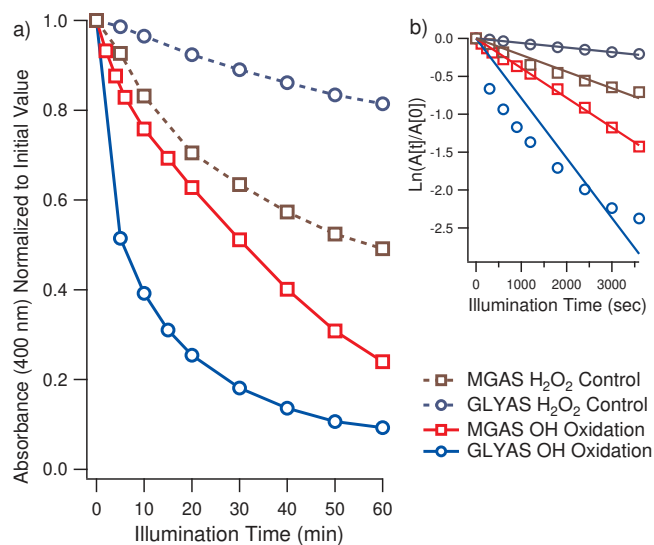 a)
Absorbance (400 nm) Normalized to Initial Value
1.0
0.8
0.6
0.4
0.2
0.0
0 10 20 30 40 50 60
Illumination Time (min)
b)
Ln(A[t]/A[0])
0.0
-0.5
-1.0
-1.5
-2.0
-2.5
0 1000 2000 3000
Illumination Time (sec)
MGAS H₂O₂ Control
GLYAS H₂O₂ Control
MGAS OH Oxidation
GLYAS OH Oxidation